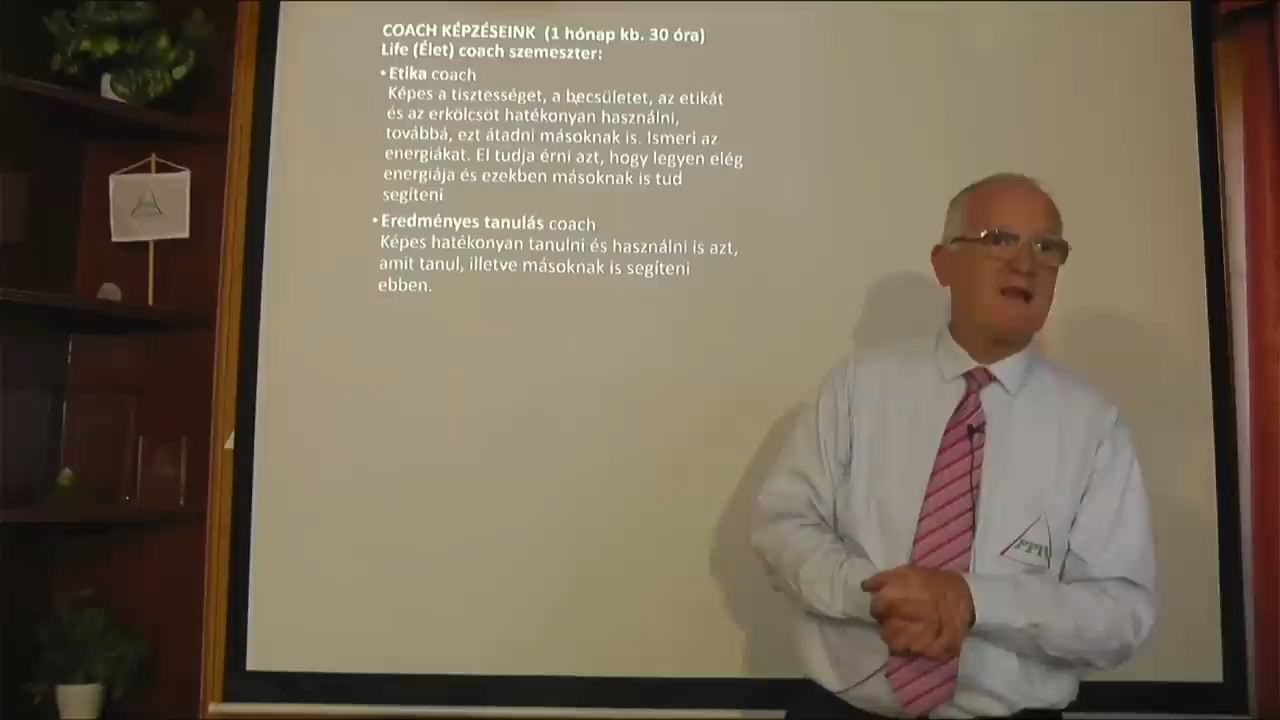 COACH KÉPZÉSEINK (1 hónap kb. 30 óra)
Life (Élet) coach szemeszter:
• Etika coach
Képes a tisztességet, a becsületet, az etikát
és az erkölcsöt hatékonyan használni,
továbbá, ezt átadni másoknak is. Ismeri az
energiákat. El tudja érni azt, hogy legyen elég
energiája és ezekben másoknak is tud
segíteni
• Eredményes tanulás coach
Képes hatékonyan tanulni és használni is azt,
amit tanul, illetve másoknak is segíteni
ebben.